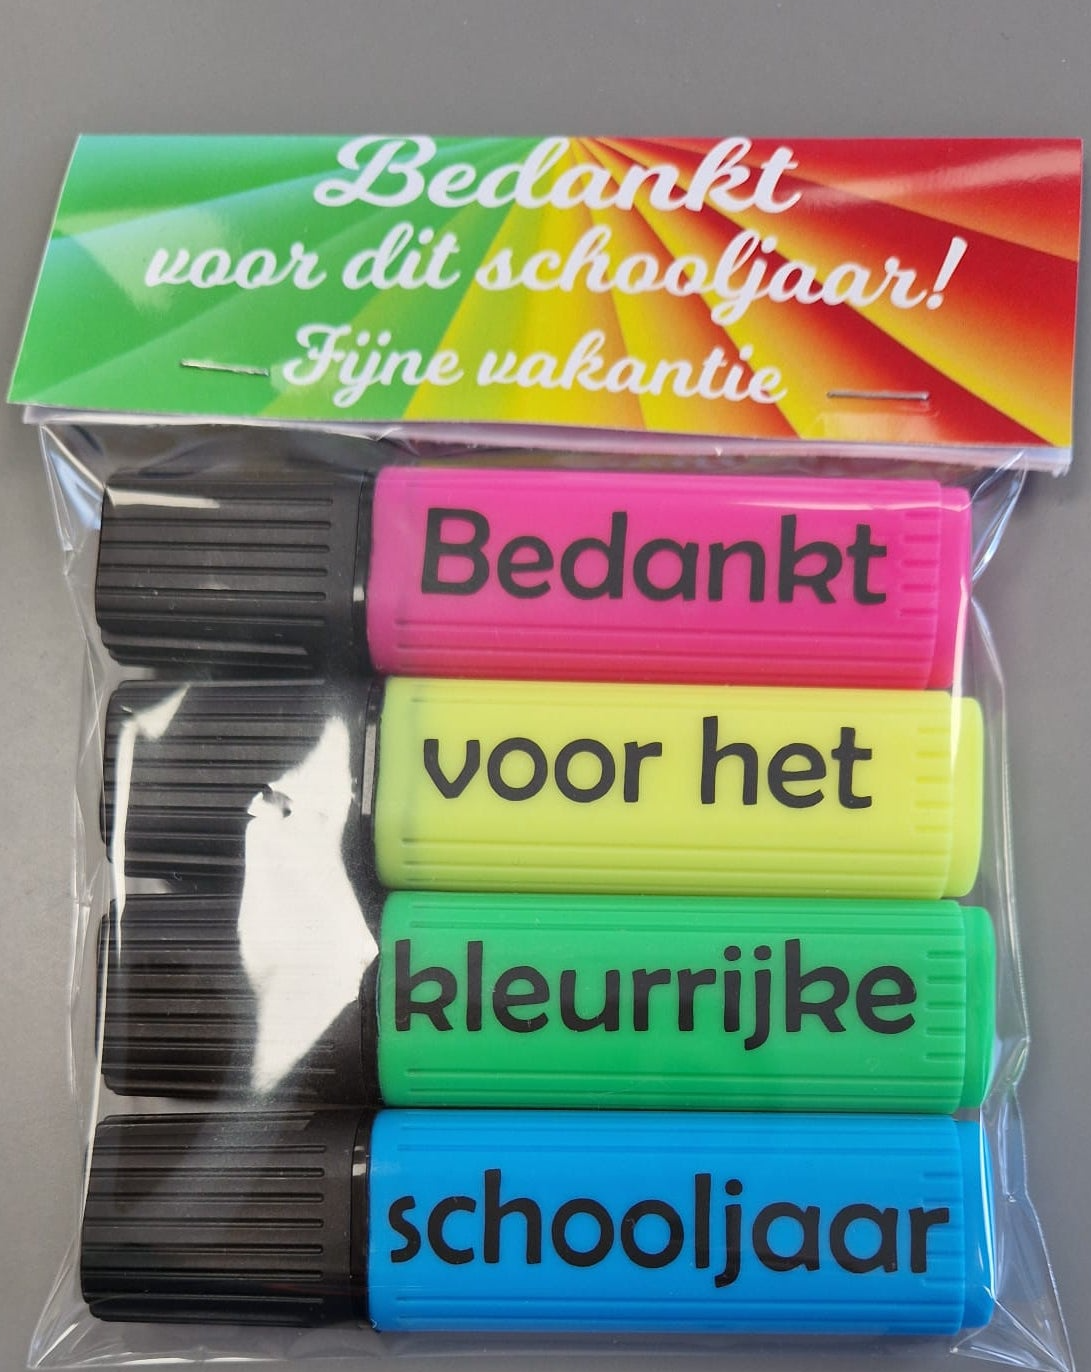 Bedankt
voor dit schooljaar!
Fijne vakantie
Bedankt
voor het
kleurrijke
schooljaar